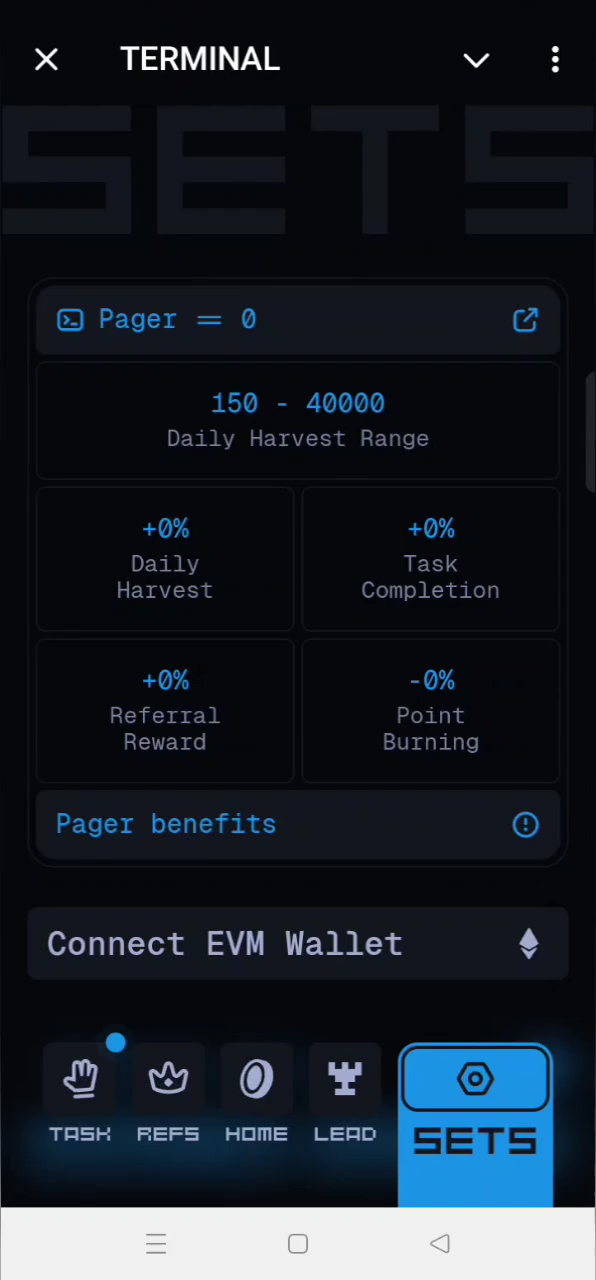 TERMINAL
SETS
Pager == 0
150 - 40000
Daily Harvest Range
+0%
Daily
Harvest
+0%
Task
Completion
+0%
Referral
Reward
-0%
Point
Burning
Pager benefits
Connect EVM Wallet
TASK
REFS
HOME
LEAD
SETS